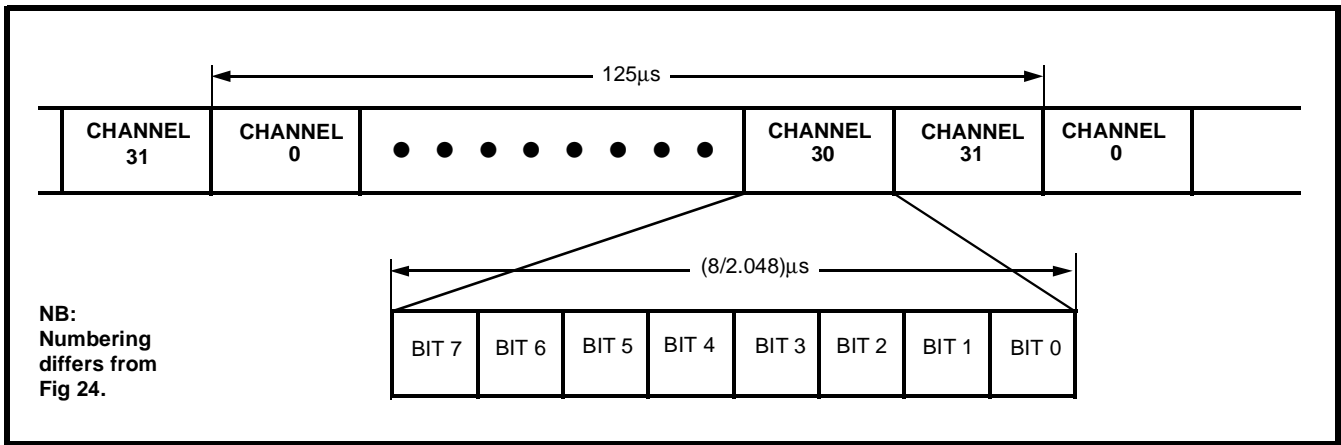 125µs
CHANNEL 31
CHANNEL 0
CHANNEL 30
CHANNEL 31
CHANNEL 0
(8/2.048)µs
NB:
Numbering
differs from
Fig 24.
BIT 7 BIT 6 BIT 5 BIT 4 BIT 3 BIT 2 BIT 1 BIT 0